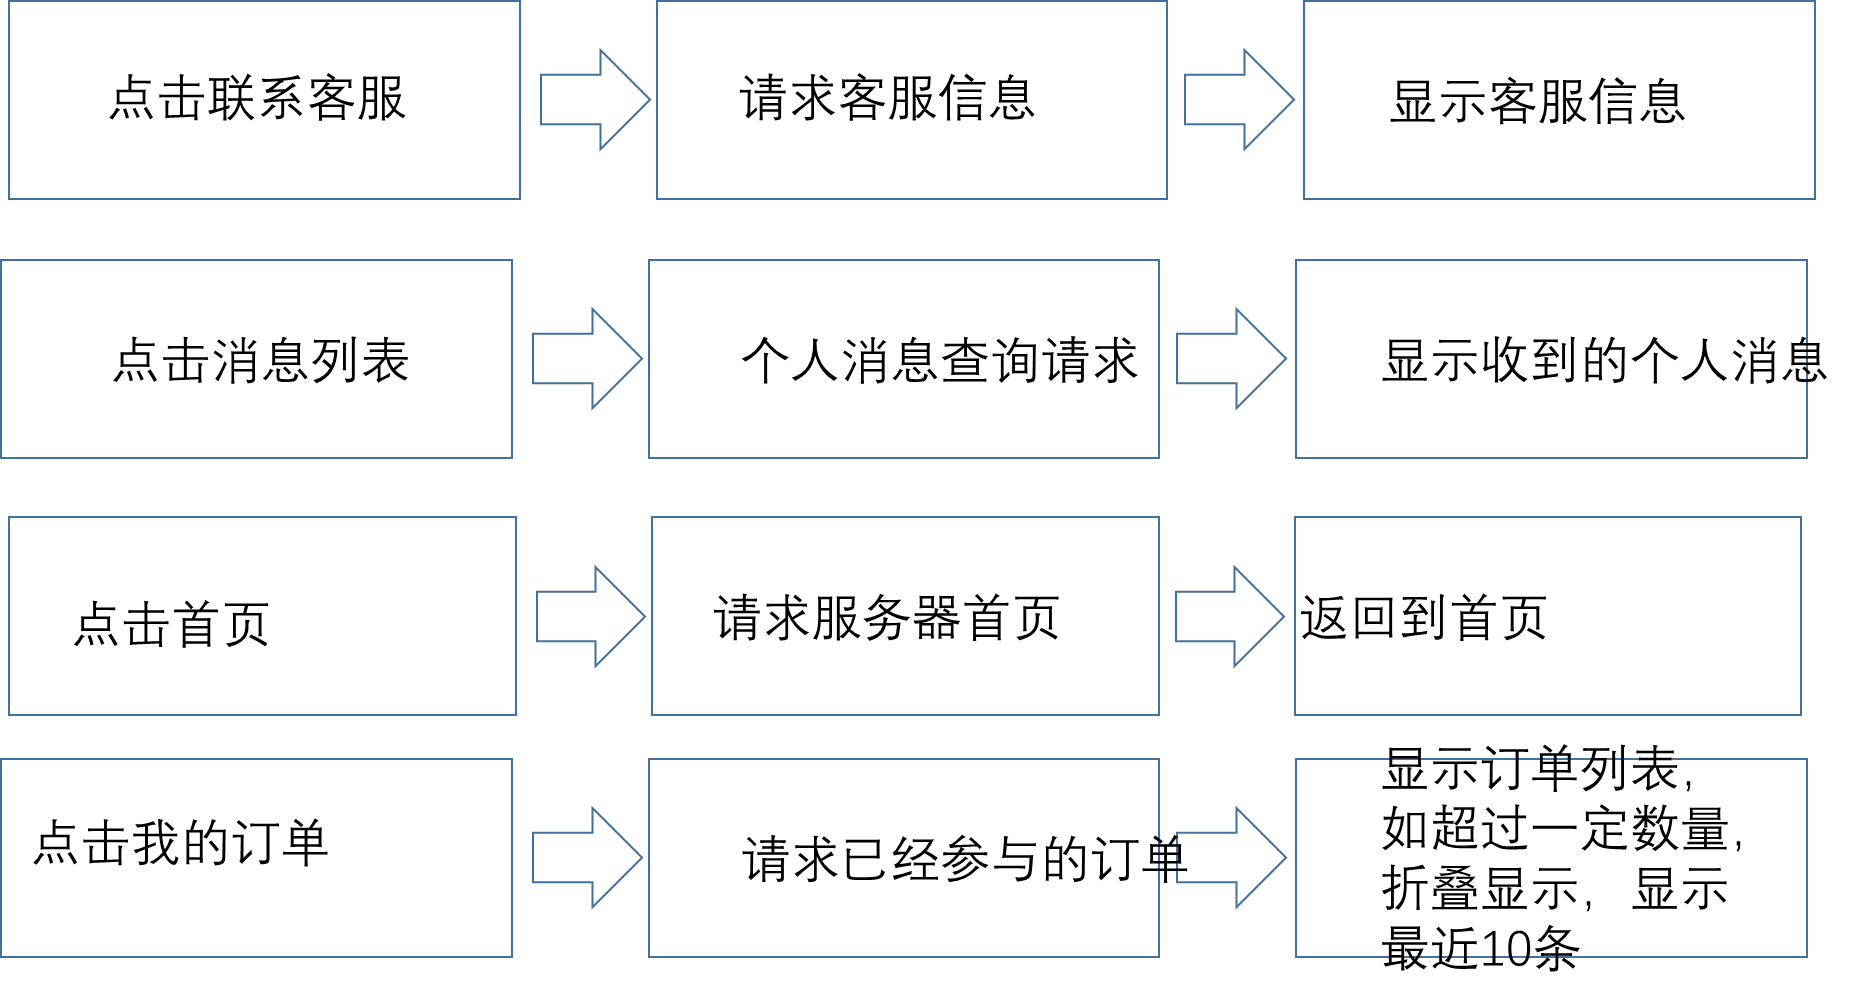 点击联系客服
请求客服信息
显示客服信息
点击消息列表
个人消息查询请求
显示收到的个人消息
点击首页
请求服务器首页
返回到首页
点击我的订单
请求已经参与的订单
显示订单列表，
如超过一定数量，
折叠显示，显示
最近10条